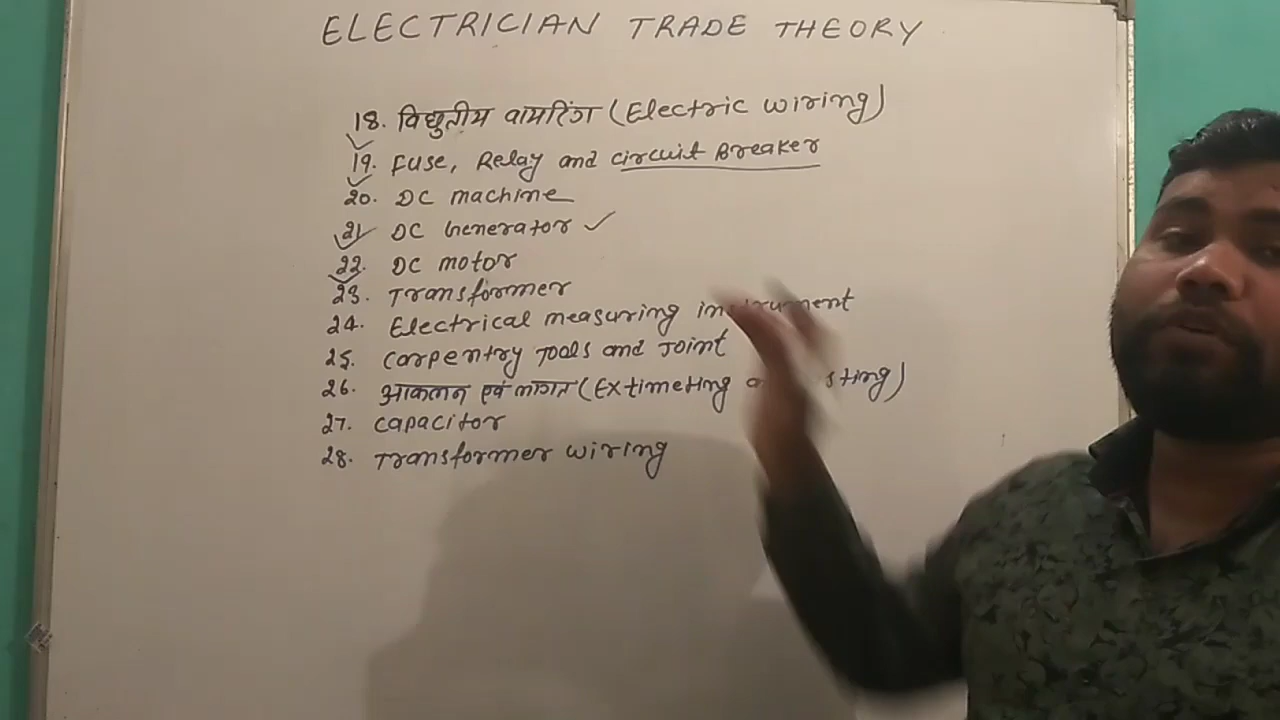 ELECTRICIAN TRADE THEORY
18. विद्युतीय वायरिंग (Electric wiring)
19. Fuse, Relay and circuit Breaker
20. DC machine
21. DC Generator ✓
22. DC motor
23. Transformer
24. Electrical measuring instrument
25. Carpentry Tools and Joint
26. आकलन एवं लागत (Extimeting
27. Capacitor
28. Transformer wiring